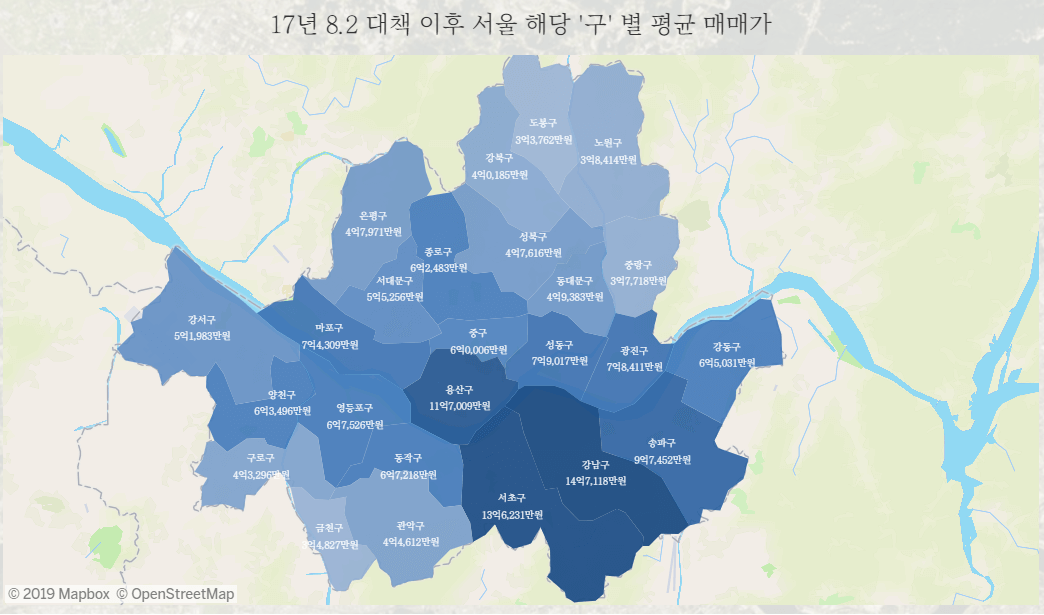 17년 8.2 대책 이후 서울 해당 '구' 별 평균 매매가
도봉구
3억3,762만원
노원구
3억8,414만원
강북구
4억0,185만원
은평구
4억7,971만원
성북구
4억7,616만원
종로구
6억2,483만원
중랑구
3억7,718만원
서대문구
5억5,256만원
동대문구
4억9,383만원
강서구
5억1,983만원
마포구
7억4,309만원
중구
6억0,006만원
성동구
7억9,017만원
광진구
7억8,411만원
강동구
6억5,031만원
용산구
11억7,009만원
양천구
6억3,496만원
영등포구
6억7,526만원
송파구
9억7,452만원
구로구
4억3,296만원
동작구
6억7,218만원
강남구
14억7,118만원
서초구
13억6,231만원
금천구
3억4,827만원
관악구
4억4,612만원
© 2019 Mapbox © OpenStreetMap